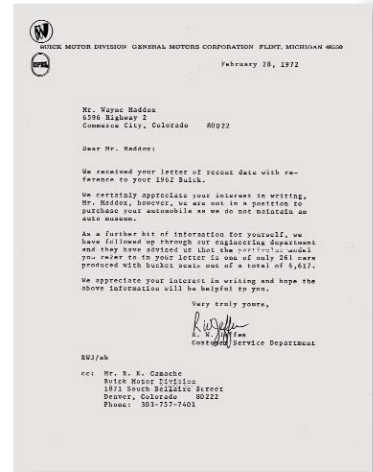 BUICK MOTOR DIVISION GENERAL MOTORS CORPORATION FLINT, MICHIGAN 48550
OPEL
February 28, 1972
Mr. Wayne Maddox
6596 Highway 2
Commerce City, Colorado 80022
Dear Mr. Maddox:
We received your letter of recent date with re-
ference to your 1962 Buick.
We certainly appreciate your interest in writing,
Mr. Maddox, however, we are not in a position to
purchase your automobile as we do not maintain an
auto museum.
As a further bit of information for yourself, we
have followed up through our engineering department
and they have advised us that the particular model
you refer to in your letter is one of only 261 cars
produced with bucket seats out of a total of 4,617.
We appreciate your interest in writing and hope the
above information will be helpful to you.
Very truly yours,
R. W.
Customer Service Department
RWJ/sh
cc: Mr. R. K. Camache
Buick Motor Division
1871 South Bellaire Street
Denver, Colorado 80222
Phone: 303-757-7401